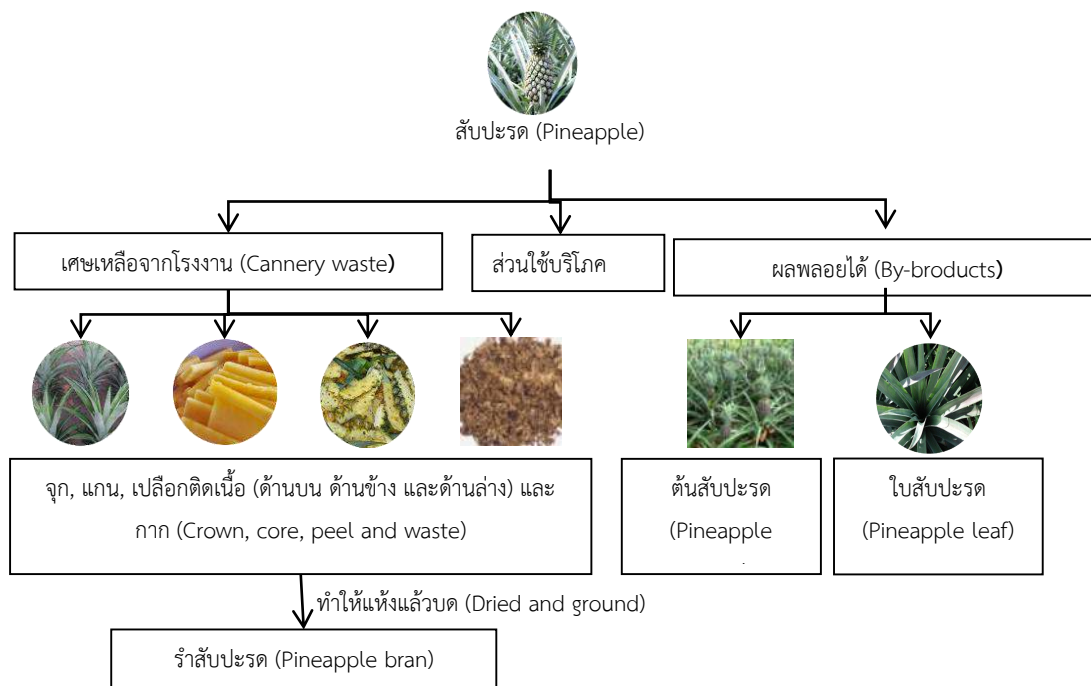 สับปะรด (Pineapple)
เศษเหลือจากโรงงาน (Cannery waste)
ส่วนใช้บริโภค
ผลพลอยได้ (By-broducts)
จุก, แกน, เปลือกติดเนื้อ (ด้านบน ด้านข้าง และด้านล่าง) และ
กาก (Crown, core, peel and waste)
ต้นสับปะรด
(Pineapple
ใบสับปะรด
(Pineapple leaf)
ทำให้แห้งแล้วบด (Dried and ground)
รำสับปะรด (Pineapple bran)